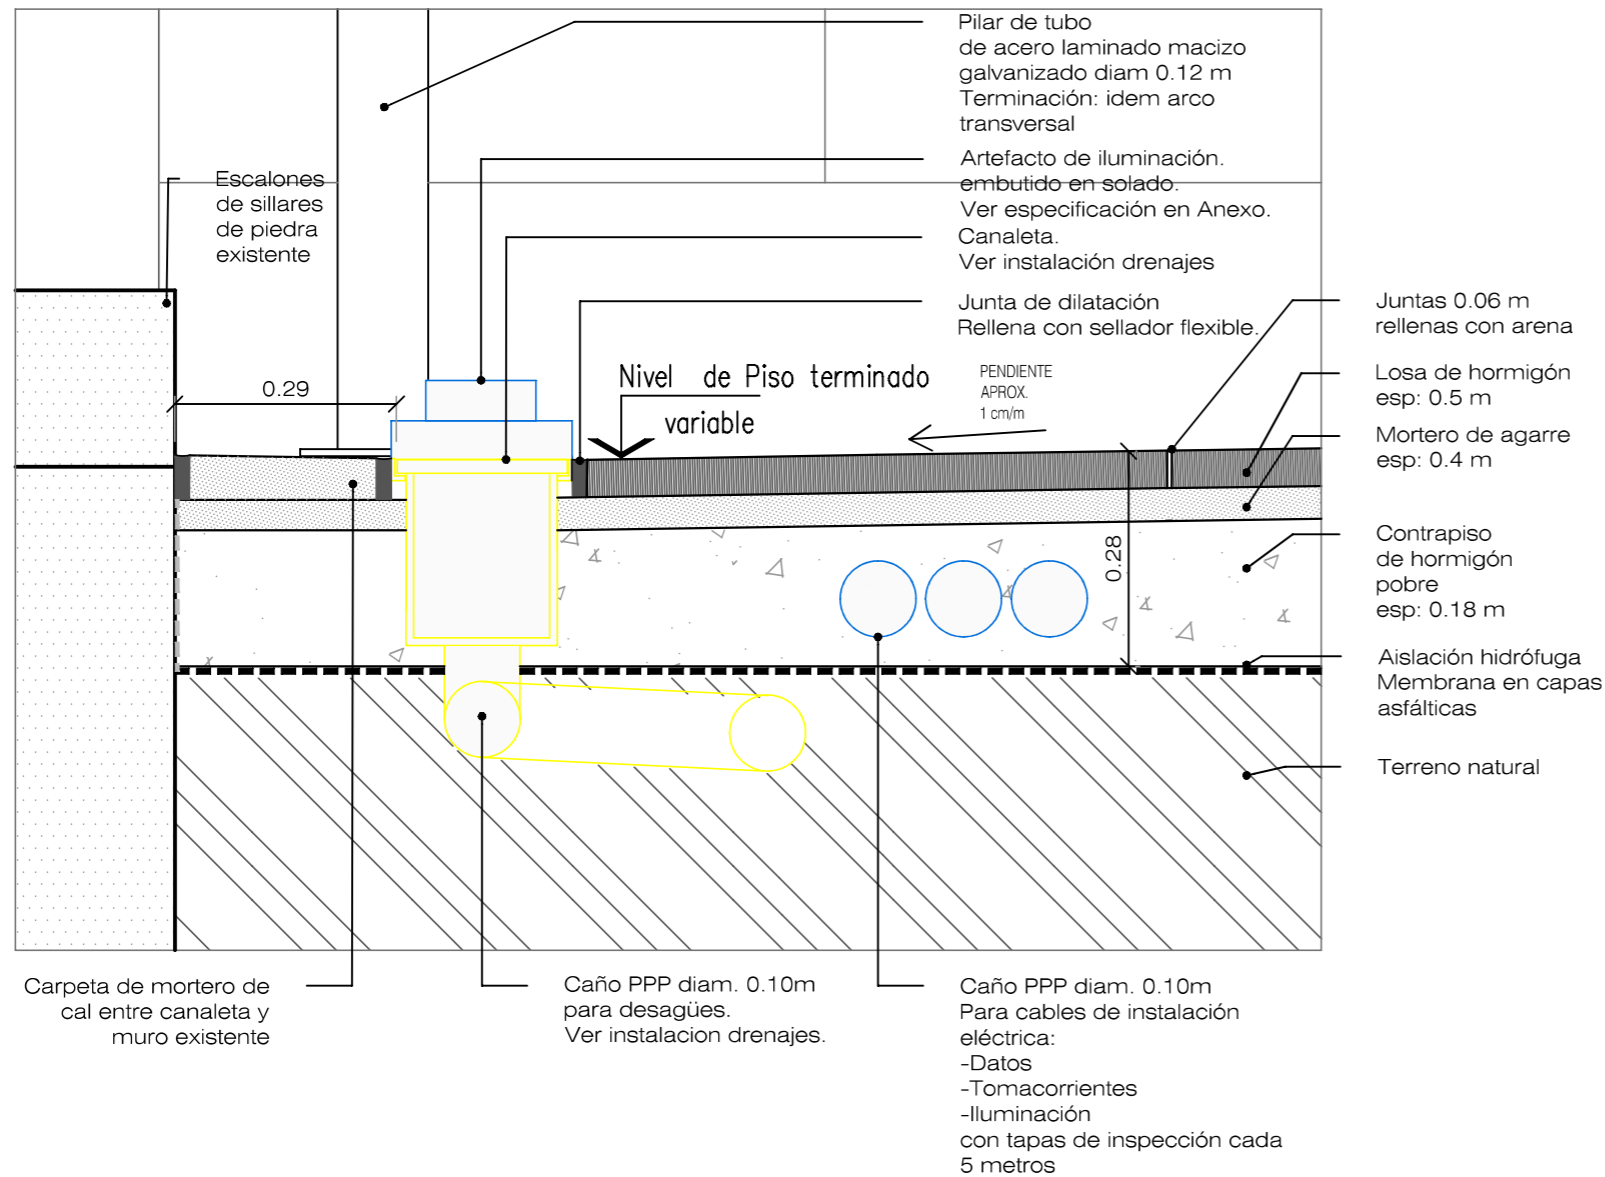 Pilar de tubo
de acero laminado macizo
galvanizado diam 0.12 m
Terminación: idem arco
transversal
Artefacto de iluminación.
embutido en solado.
Ver especificación en Anexo.
Canaleta.
Ver instalación drenajes
Junta de dilatación
Rellena con sellador flexible.
Escalones
de sillares
de piedra
existente
0.29
Nivel de Piso terminado
variable
PENDIENTE
APROX.
1 cm/m
0.28
Juntas 0.06 m
rellenas con arena
Losa de hormigón
esp: 0.5 m
Mortero de agarre
esp: 0.4 m
Contrapiso
de hormigón
pobre
esp: 0.18 m
Aislación hidrófuga
Membrana en capas
asfálticas
Terreno natural
Carpeta de mortero de
cal entre canaleta y
muro existente
Caño PPP diam. 0.10m
para desagües.
Ver instalacion drenajes.
Caño PPP diam. 0.10m
Para cables de instalación
eléctrica:
-Datos
-Tomacorrientes
-Iluminación
con tapas de inspección cada
5 metros